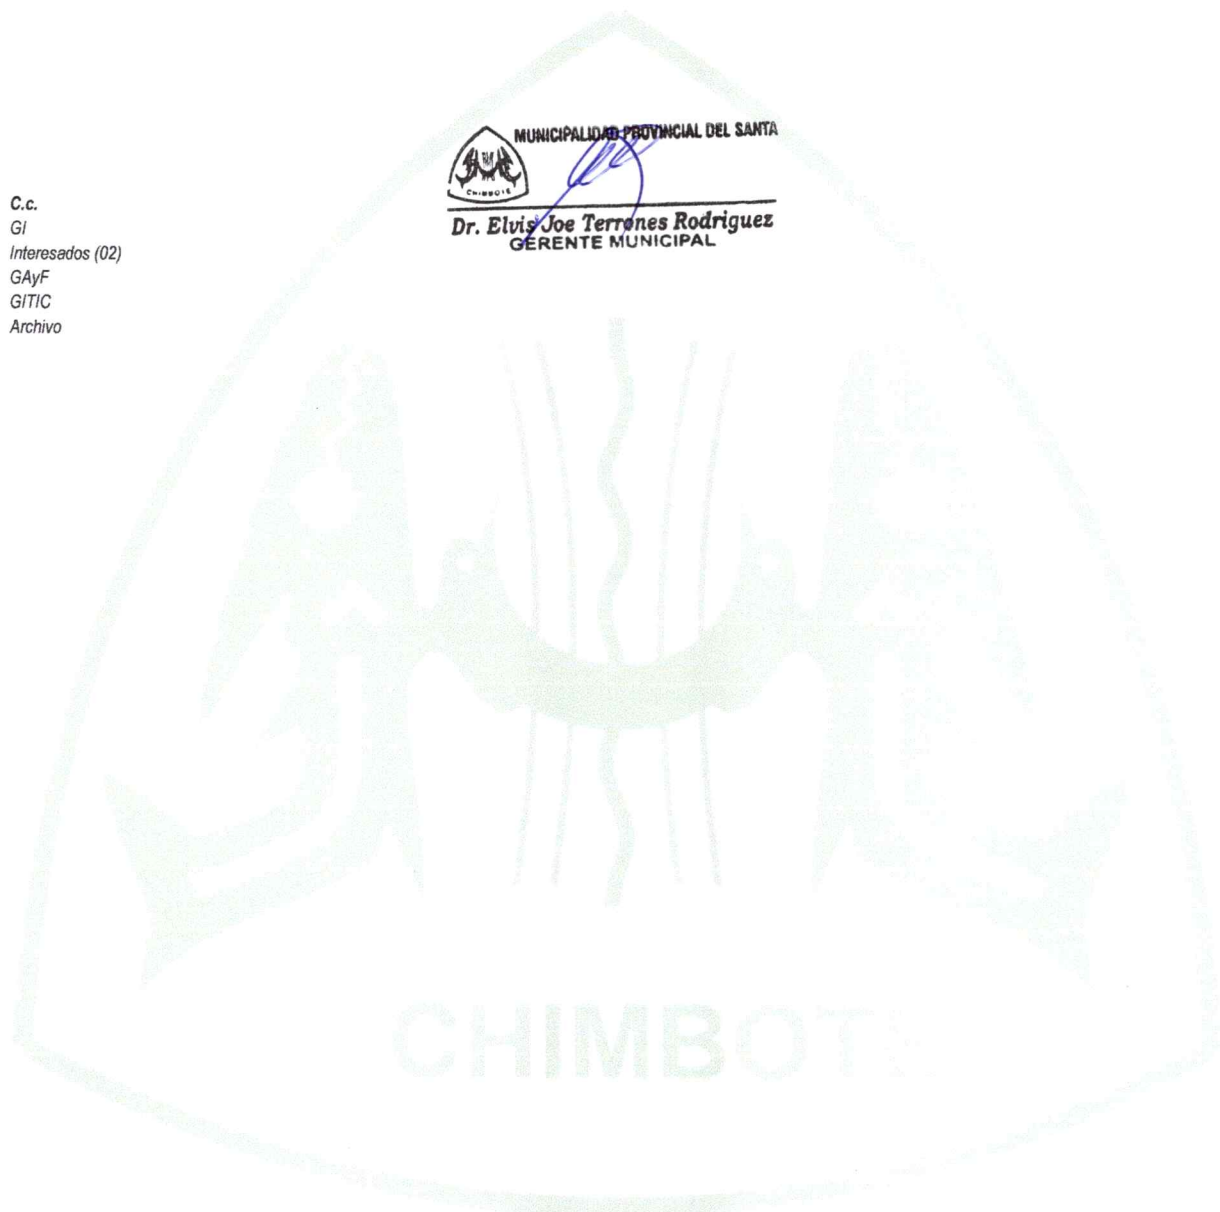 MUNICIPALIDAD PROVINCIAL DEL SANTA
CHIMBOTE
Dr. Elvis Joe Terrones Rodriguez
GERENTE MUNICIPAL
C.c.
GI
Interesados (02)
GAyF
GITIC
Archivo
CHIMBOTE